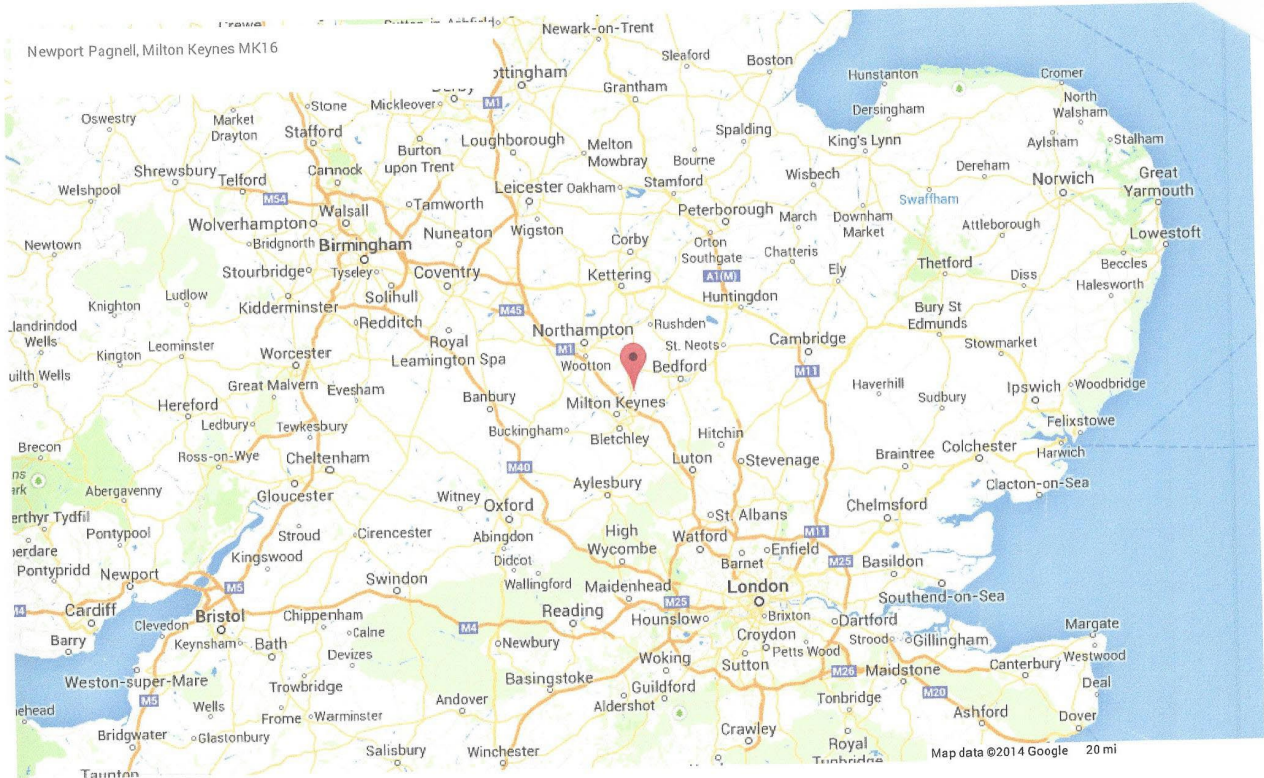 Newport Pagnell, Milton Keynes MK16
Newark-on-Trent
Sleaford
Boston
Hunstanton
Cromer
ottingham
Grantham
Stone
Mickleover
M1
Dersingham
North
Walsham
Oswestry
Market
Drayton
Stafford
Burton
upon Trent
Loughborough
Melton
Mowbray
Spalding
Bourne
King's Lynn
Aylsham
Stalham
Shrewsbury
Telford
Cannock
Leicester
Oakham
Stamford
Wisbech
Dereham
Norwich
Great
Yarmouth
Welshpool
M54
Tamworth
Swaffham
Wolverhampton
Walsall
Nuneaton
Wigston
Peterborough
March
Downham
Market
Attleborough
Lowestoft
Newtown
Bridgnorth
Birmingham
Corby
Orton
Southgate
Chatteris
Stourbridge
Tyseley
Coventry
Kettering
A1(M)
Ely
Thetford
Diss
Beccles
Halesworth
Knighton
Ludlow
Kidderminster
Solihull
M45
Huntingdon
Bury St
Edmunds
Llandrindod
Wells
Redditch
Royal
Leamington Spa
Northampton
Rushden
St. Neots
Cambridge
Stowmarket
Kington
Leominster
Worcester
M1
Wootton
Bedford
M11
uilth Wells
Great Malvern
Evesham
Banbury
Milton Keynes
Haverhill
Sudbury
Ipswich
Woodbridge
Hereford
Ledbury
Tewkesbury
Buckingham
Bletchley
Hitchin
Felixstowe
Brecon
Ross-on-Wye
Cheltenham
M40
Luton
Stevenage
Braintree
Colchester
Harwich
ns
ark
Abergavenny
Gloucester
Witney
Oxford
Aylesbury
Clacton-on-Sea
erthyr Tydfil
Pontypool
Stroud
Cirencester
Abingdon
High
Wycombe
St. Albans
Watford
M11
Chelmsford
berdare
Pontypridd
Newport
Kingswood
Didcot
Wallingford
Barnet
Enfield
M25
Basildon
M5
Swindon
Maidenhead
London
M4
Cardiff
Bristol
Chippenham
M4
Reading
M25
Hounslow
Brixton
Dartford
Southend-on-Sea
Barry
Clevedon
Keynsham
Bath
Calne
Devizes
Newbury
Croydon
Petts Wood
Strood
Gillingham
Margate
Westwood
Weston-super-Mare
Trowbridge
Woking
Sutton
M26
Maidstone
Canterbury
M5
Wells
Andover
Basingstoke
Guildford
Aldershot
Tonbridge
M20
Deal
ehead
Frome
Warminster
Ashford
Dover
Bridgwater
Glastonbury
Salisbury
Winchester
Crawley
Royal
Tunbridge
Taunton
Map data ©2014 Google 20 mi